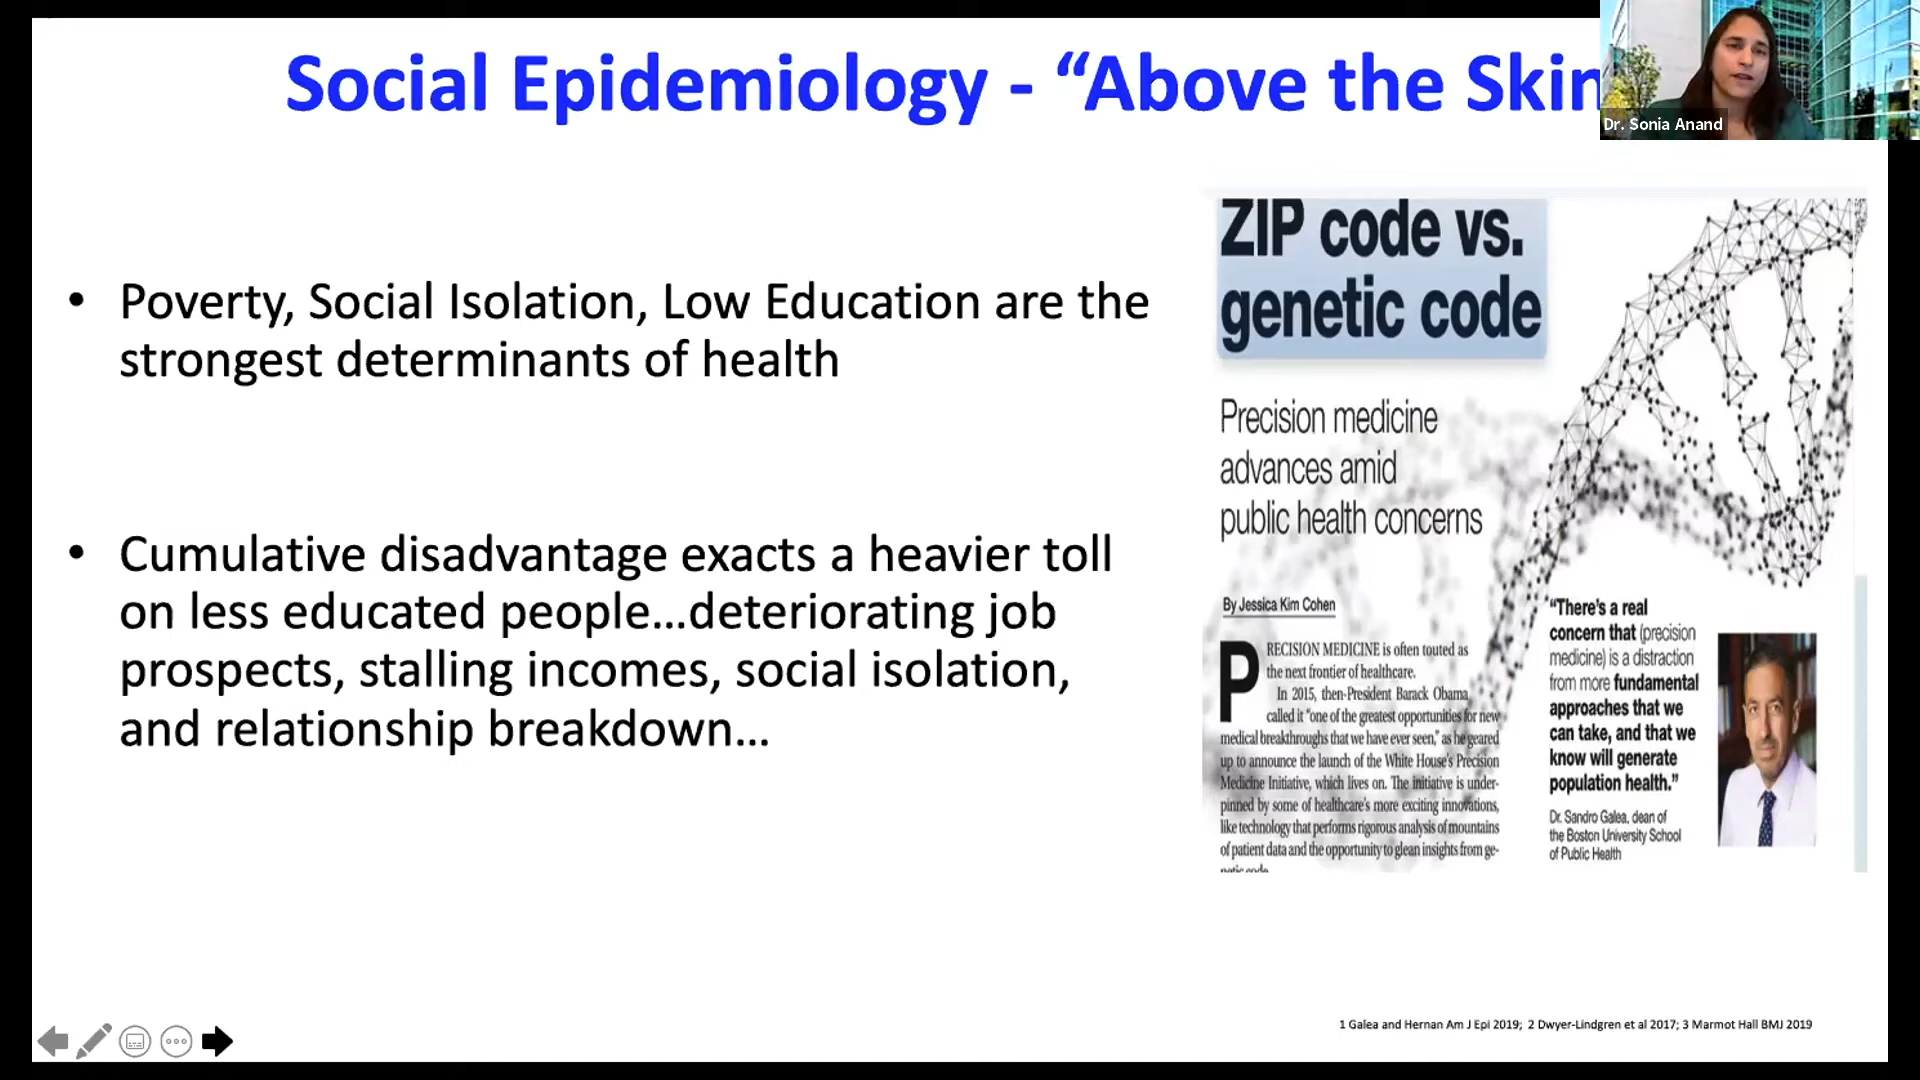 Social Epidemiology - “Above the Skin
Dr. Sonia Anand
• Poverty, Social Isolation, Low Education are the
strongest determinants of health
• Cumulative disadvantage exacts a heavier toll
on less educated people...deteriorating job
prospects, stalling incomes, social isolation,
and relationship breakdown...
ZIP code vs.
genetic code
Precision medicine
advances amid
public health concerns
By Jessica Kim Cohen
PRECISION MEDICINE is often touted as
the next frontier of healthcare.
In 2015, then-President Barack Obama
called it “one of the greatest opportunities for new
medical breakthroughs that we have ever seen,” as he geared
up to announce the launch of the White House's Precision
Medicine Initiative, which lives on. The initiative is under-
pinned by some of healthcare's more exciting innovations,
like technology that performs rigorous analysis of mountains
of patient data and the opportunity to glean insights from ge-
netic code.
“There's a real
concern that (precision
medicine) is a distraction
from more fundamental
approaches that we
can take, and that we
know will generate
population health.”
Dr. Sandro Galea, dean of
the Boston University School
of Public Health
1 Galea and Hernan Am J Epi 2019; 2 Dwyer-Lindgren et al 2017; 3 Marmot Hall BMJ 2019